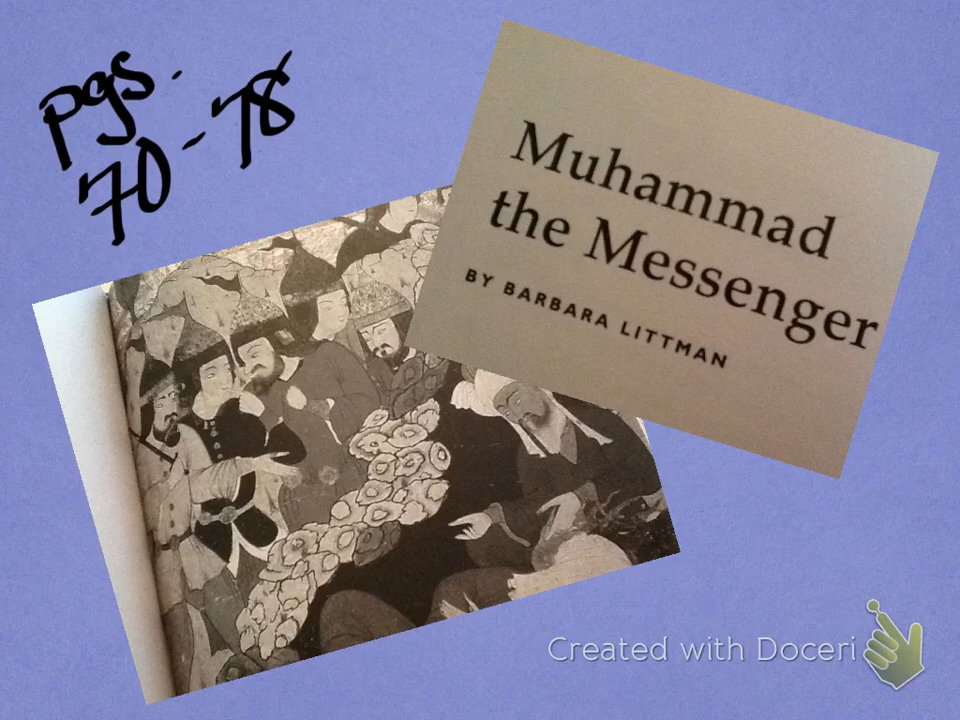 pgs.
70-78
Muhammad
the Messenger
BY BARBARA LITTMAN
Created with Doceri